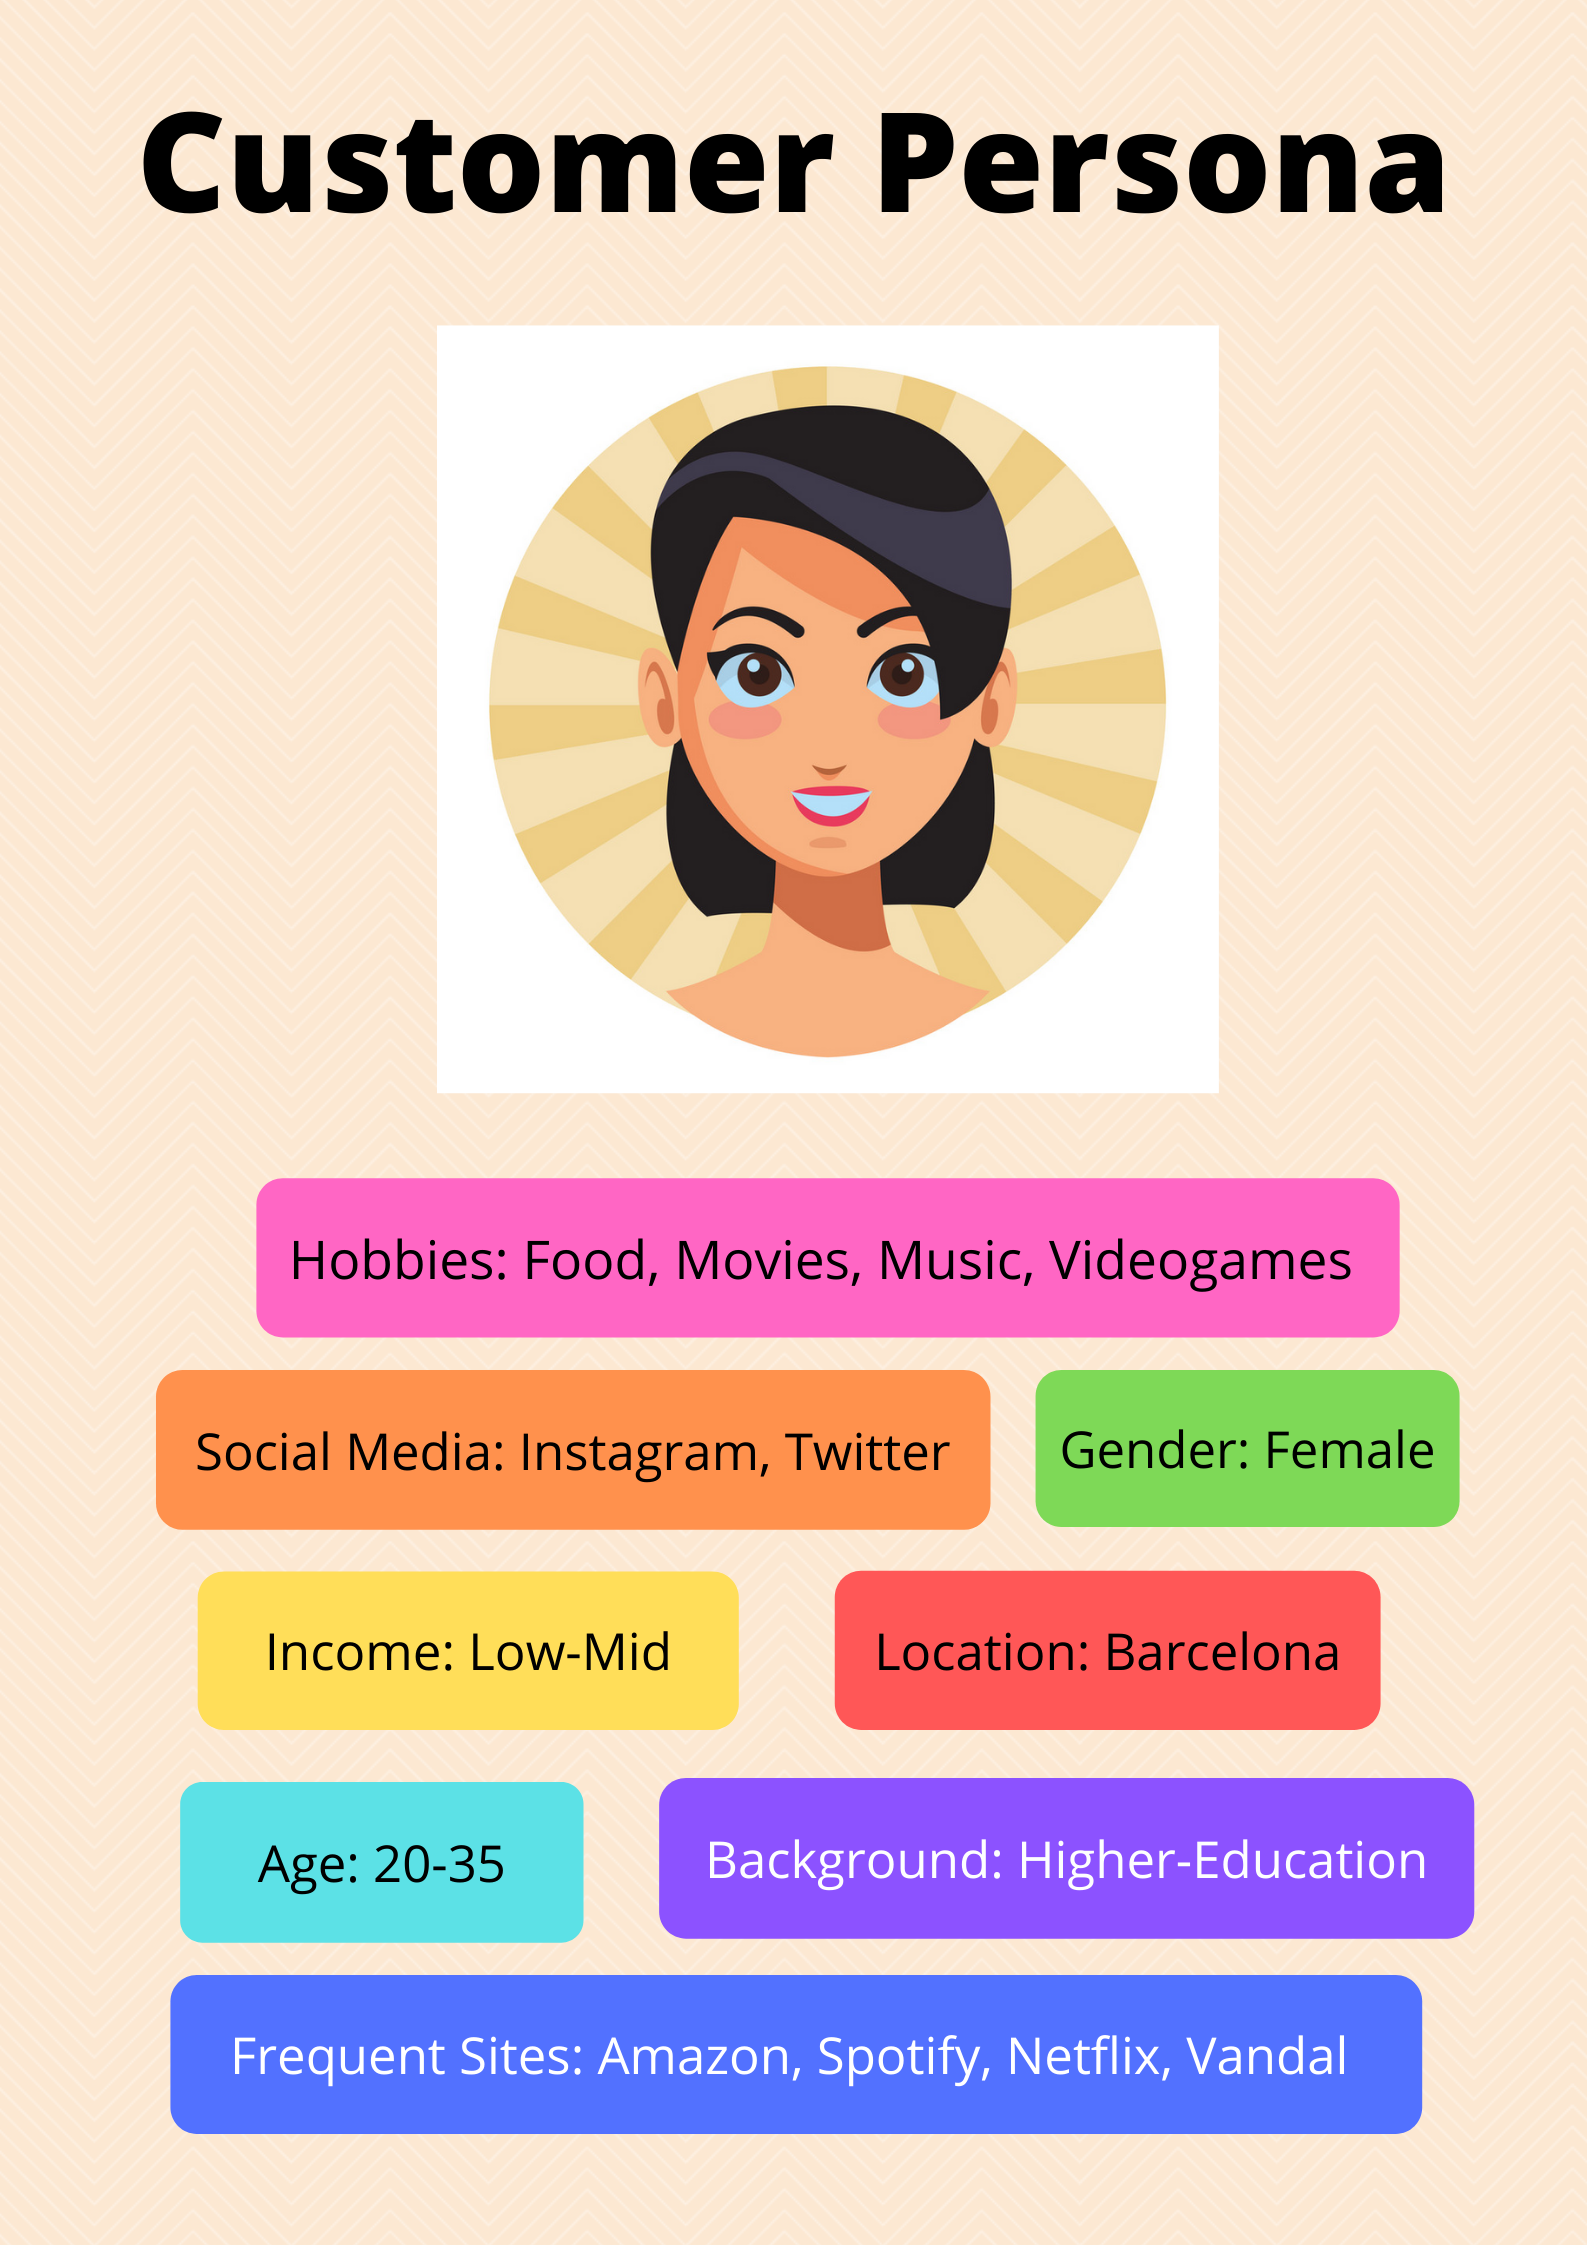 Customer Persona
Hobbies: Food, Movies, Music, Videogames
Social Media: Instagram, Twitter
Gender: Female
Income: Low-Mid
Location: Barcelona
Age: 20-35
Background: Higher-Education
Frequent Sites: Amazon, Spotify, Netflix, Vandal